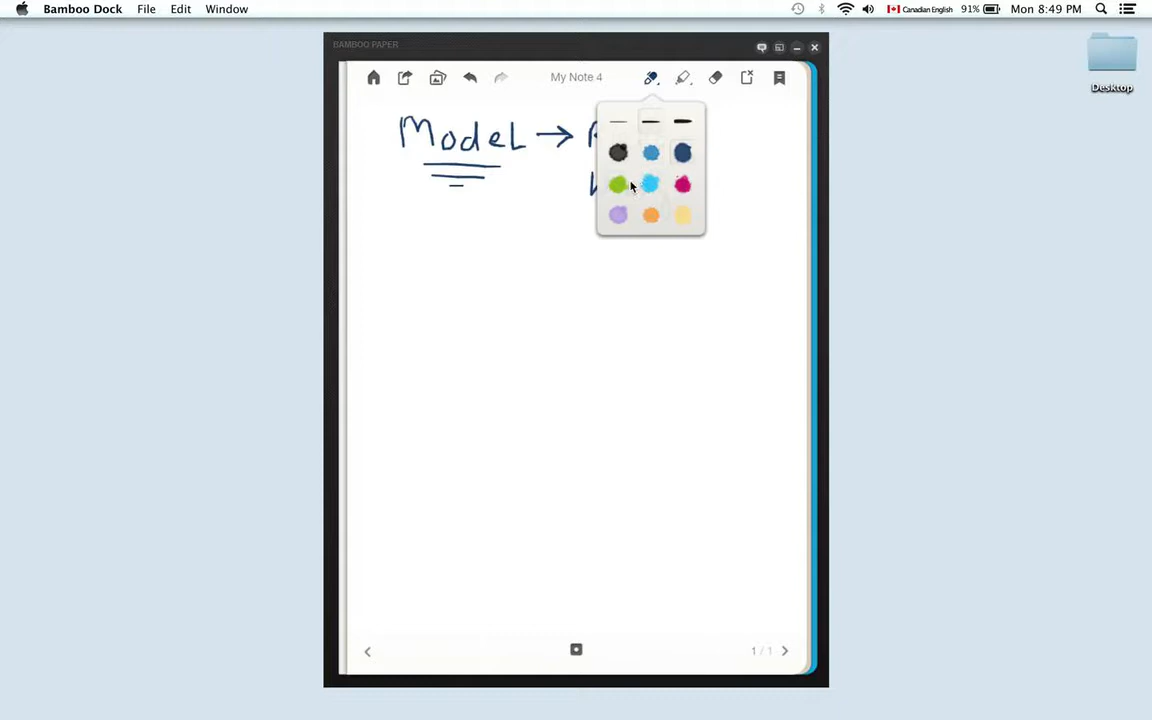 Bamboo Dock File Edit Window Canadian English 91% Mon 8:49 PM
BAMBOO PAPER
My Note 4
Desktop
ModeL →
1 / 1